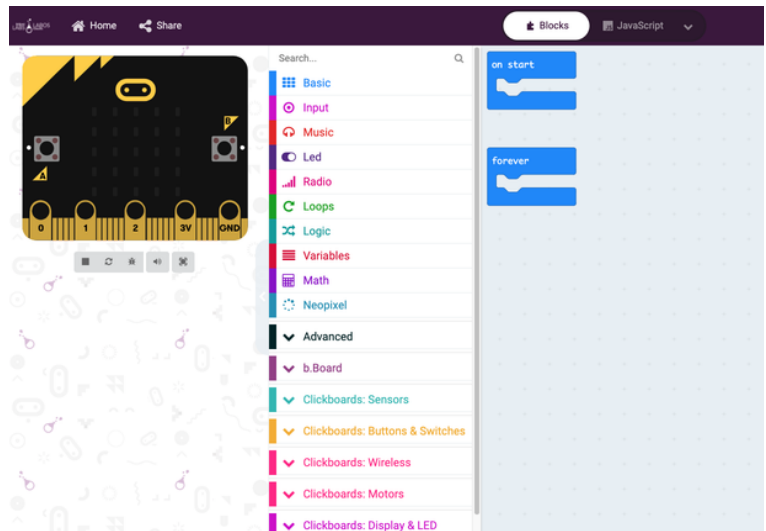 Home
Share
Blocks
JavaScript
Search...
Basic
Input
Music
Led
Radio
Loops
Logic
Variables
Math
Neopixel
Advanced
b.Board
Clickboards: Sensors
Clickboards: Buttons & Switches
Clickboards: Wireless
Clickboards: Motors
Clickboards: Display & LED
B
A
0 1 2 3V GND
on start
forever